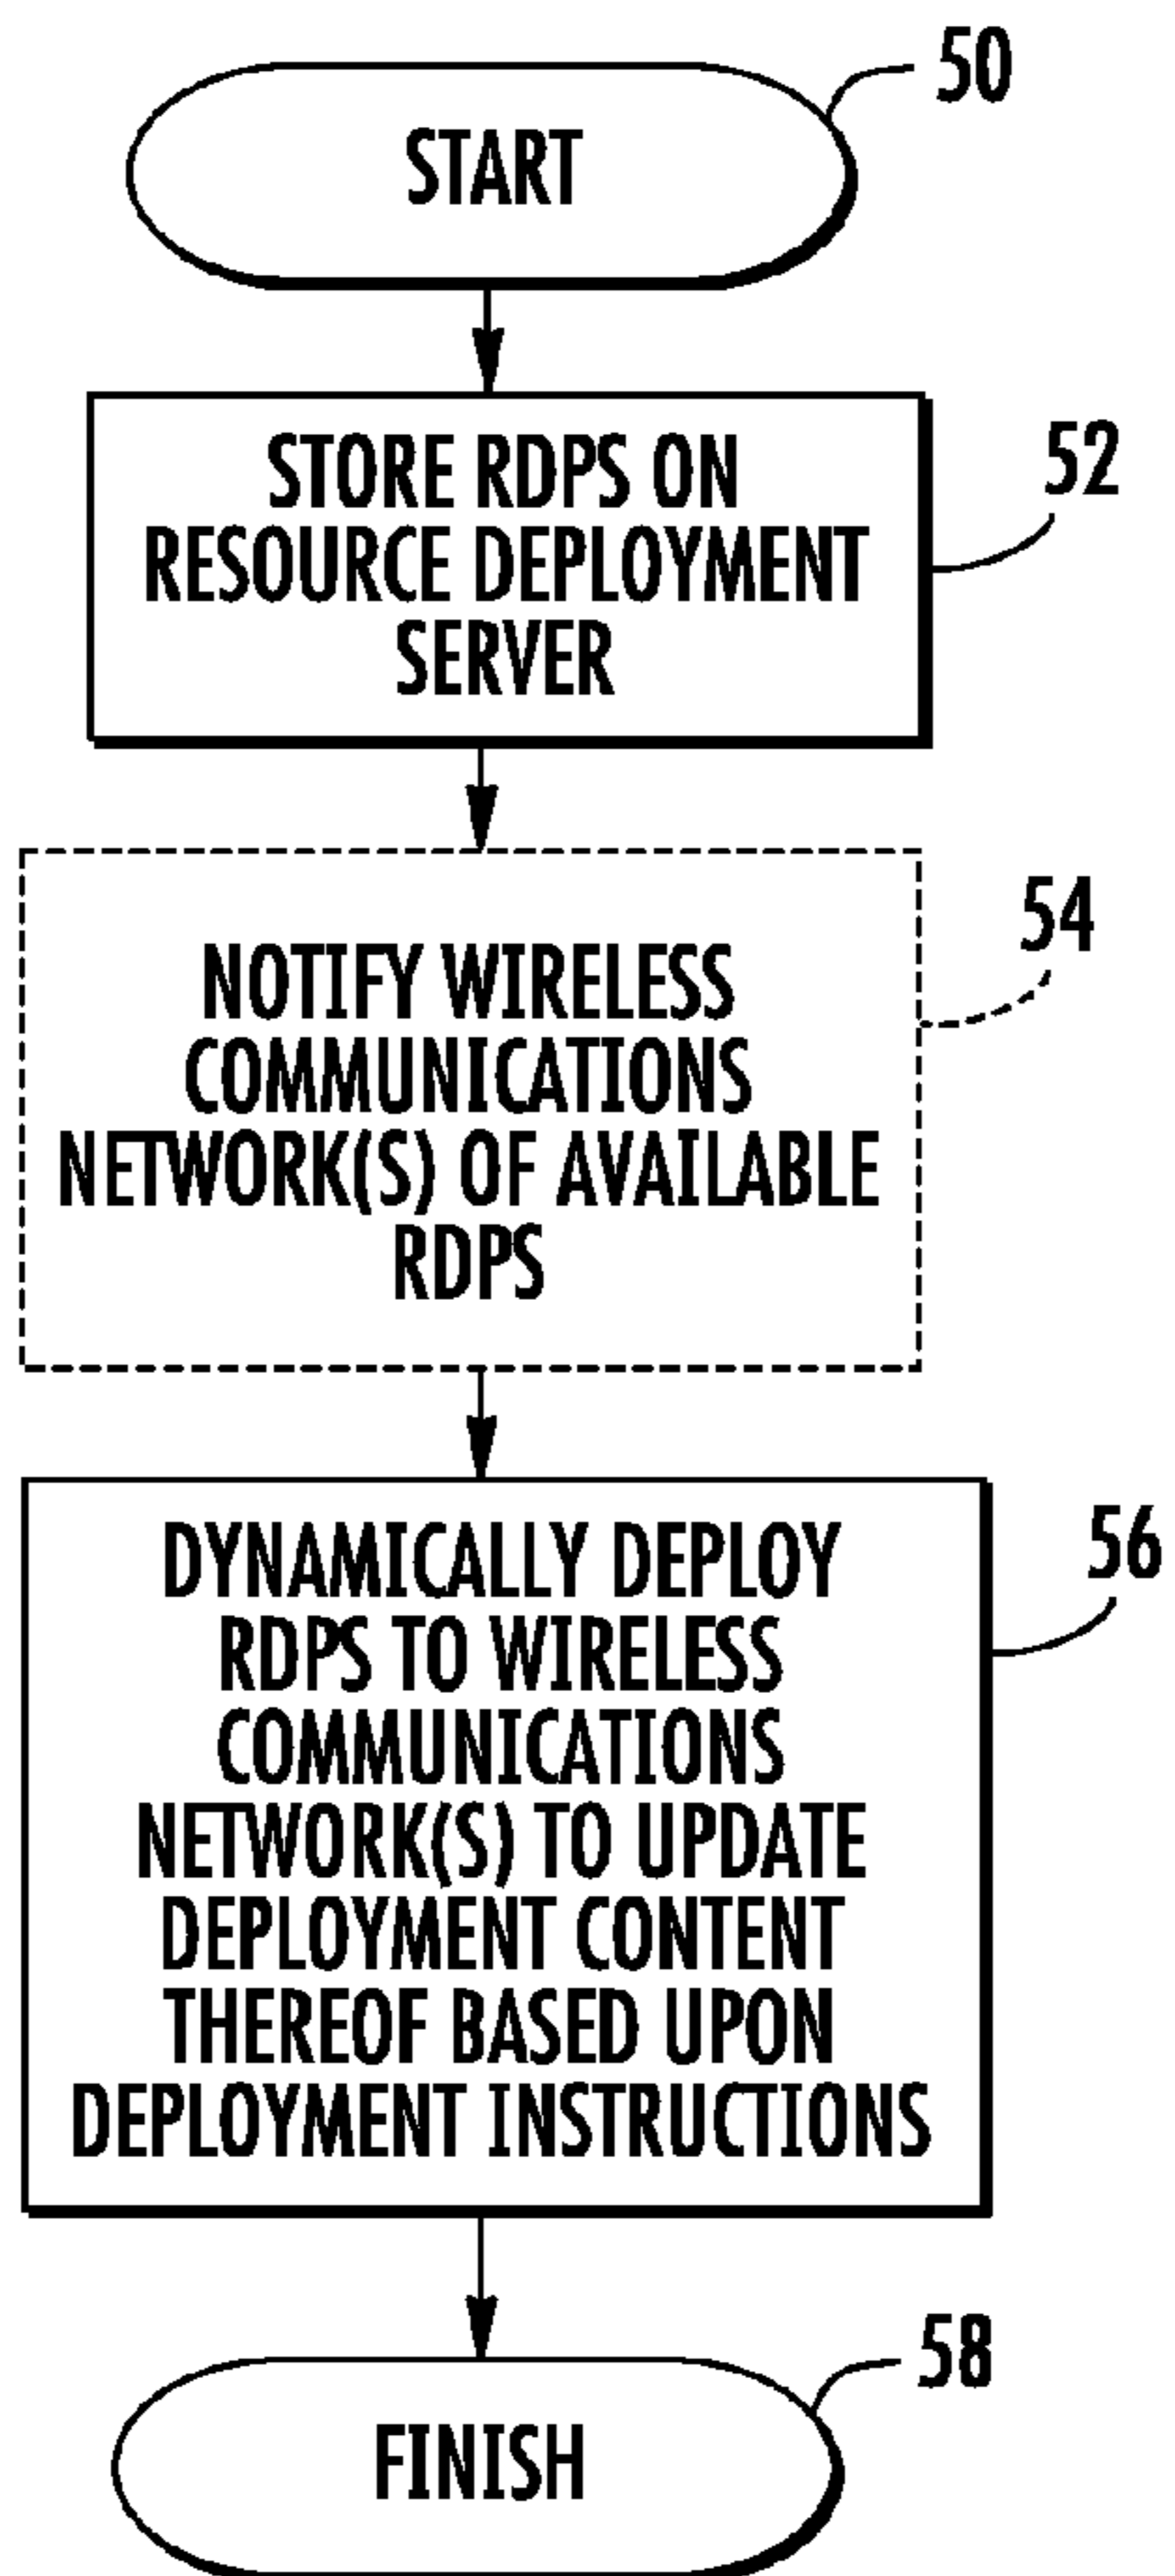 50
START
STORE RDPS ON
RESOURCE DEPLOYMENT
SERVER
52
NOTIFY WIRELESS
COMMUNICATIONS
NETWORK(S) OF AVAILABLE
RDPS
54
DYNAMICALLY DEPLOY
RDPS TO WIRELESS
COMMUNICATIONS
NETWORK(S) TO UPDATE
DEPLOYMENT CONTENT
THEREOF BASED UPON
DEPLOYMENT INSTRUCTIONS
56
58
FINISH